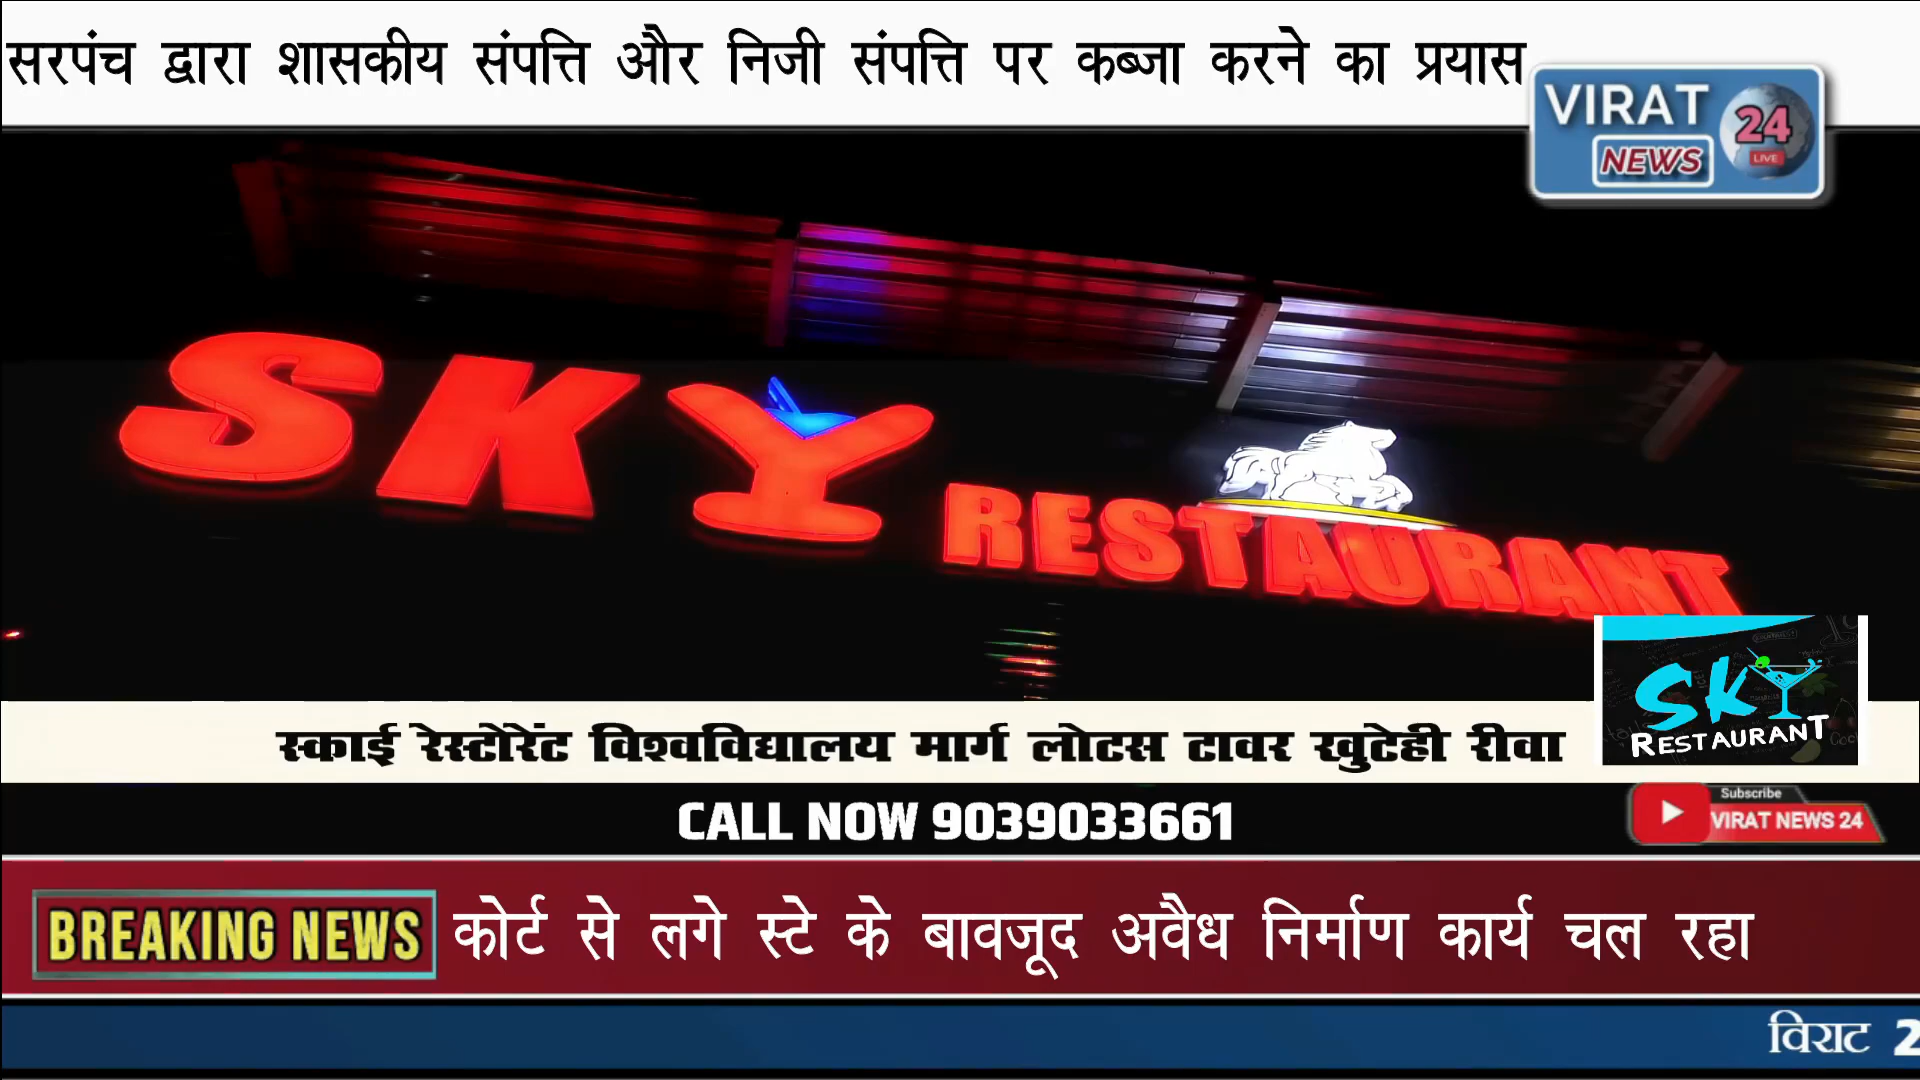 सरपंच द्वारा शासकीय संपत्ति और निजी संपत्ति पर कब्जा करने का प्रयास
VIRAT
NEWS
24
LIVE
SKY RESTAURANT
SKY
RESTAURANT
स्काई रेस्टोरेंट विश्वविद्यालय मार्ग लोटस टावर खुटेही रीवा
CALL NOW 9039033661
Subscribe
VIRAT NEWS 24
BREAKING NEWS
कोर्ट से लगे स्टे के बावजूद अवैध निर्माण कार्य चल रहा
विराट 2